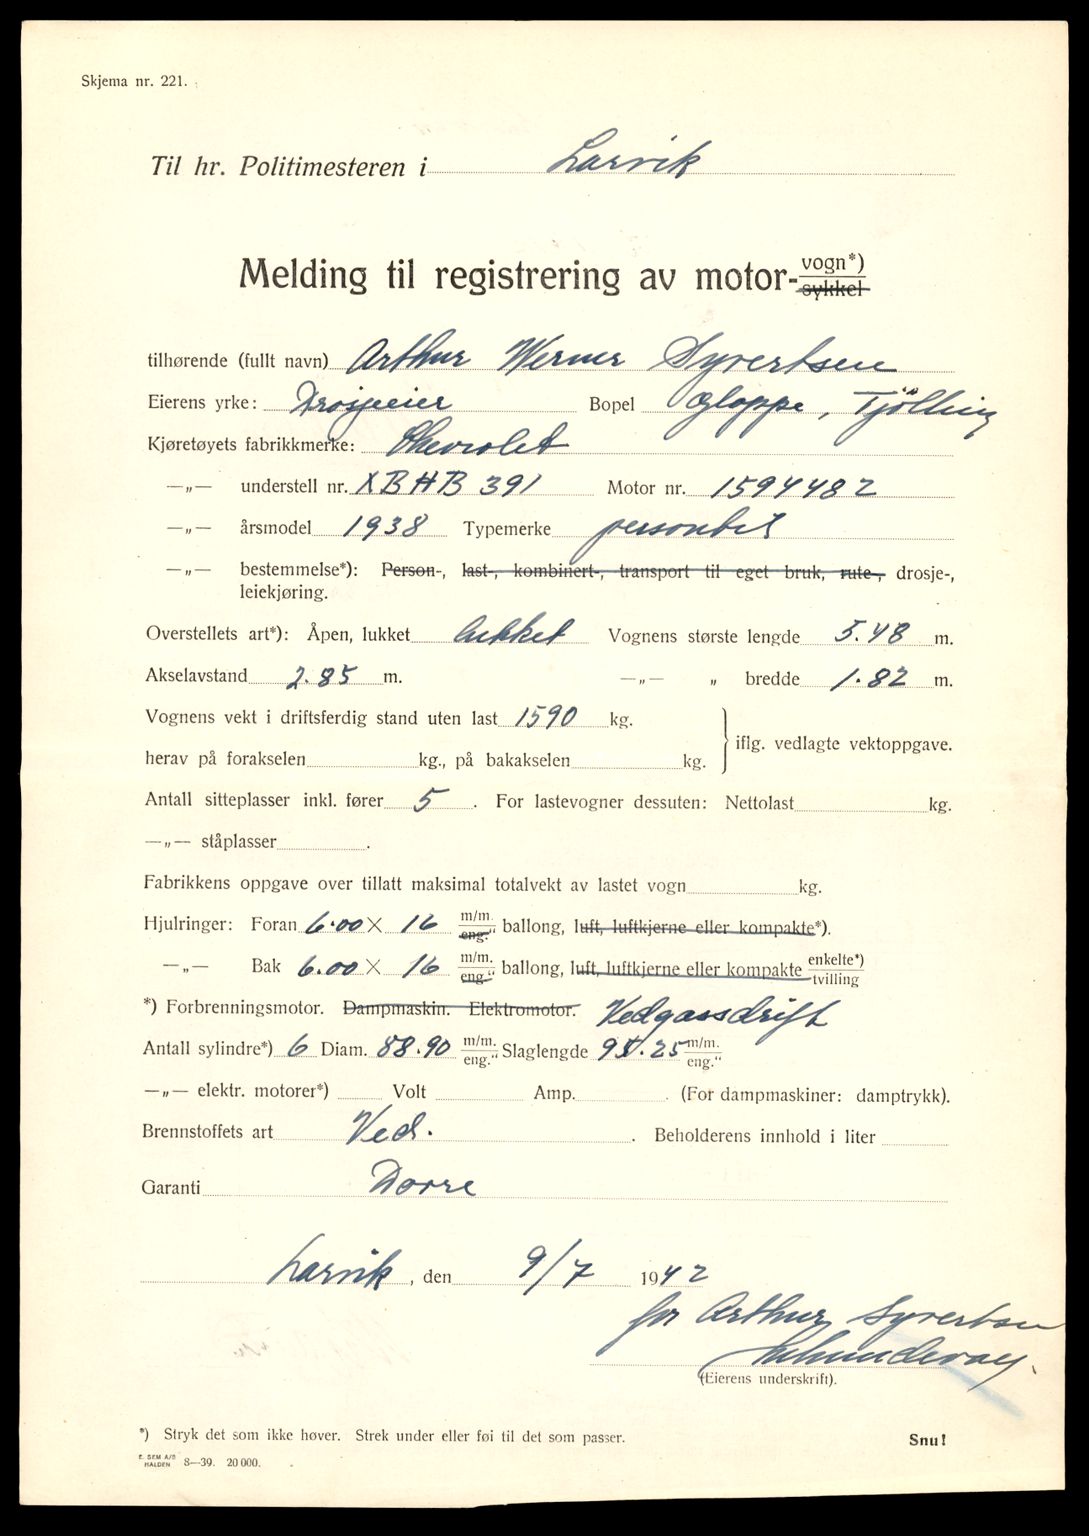 Skjema nr. 221.
Til hr. Politimesteren i Larvik
Melding til registrering av motor-vogn*)
sykkel
tilhørende (fullt navn) Arthur Werner Syvertsen
Eierens yrke: Drosjeeier Bopel Gloppe, Tjölling
Kjøretøyets fabrikkmerke: Chevrolet
—„— understell nr. XBHB 391 Motor nr. 1594482
—„— årsmodel 1938 Typemerke personbil
—„— bestemmelse*): Person-, last-, kombinert-, transport til eget bruk, rute-, drosje-,
leiekjøring.
Overstellets art*): Åpen, lukket lukket Vognens største lengde 5.48 m.
Akselavstand 2.85 m. —„— „ bredde 1.82 m.
Vognens vekt i driftsferdig stand uten last 1590 kg.
iflg. vedlagte vektoppgave.
herav på forakselen kg., på bakakselen kg.
Antall sitteplasser inkl. fører 5 . For lastevogner dessuten: Nettolast kg.
—„— ståplasser .
Fabrikkens oppgave over tillatt maksimal totalvekt av lastet vogn kg.
Hjulringer: Foran 6.00 X 16 m/m. eng.“ ballong, luft, luftkjerne eller kompakte*).
—„— Bak 6.00 X 16 m/m. eng.“ ballong, luft, luftkjerne eller kompakte enkelte*) tvilling
*) Forbrenningsmotor. Dampmaskin. Elektromotor. Vedgassdrift
Antall sylindre*) 6 Diam. 88.90 m/m. eng.“ Slaglengde 95.25 m/m. eng.“
—„— elektr. motorer*) Volt Amp. . (For dampmaskiner: damptrykk).
Brennstoffets art Ved. . Beholderens innhold i liter
Garanti Dovre
Larvik, den 9/7 1942
for Arthur Syvertsen
(Eierens underskrift).
*) Stryk det som ikke høver. Strek under eller føi til det som passer.
Snu!
E. SEM A/S
HALDEN 8—39. 20 000.